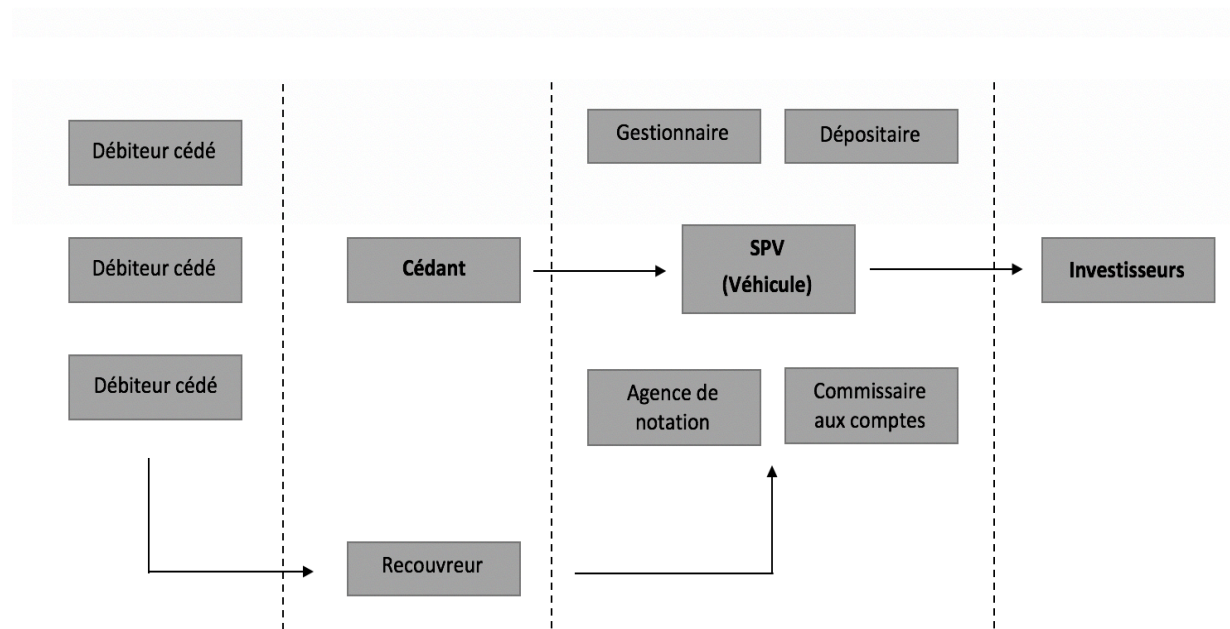 Débiteur cédé
Débiteur cédé
Débiteur cédé
Cédant
Recouvreur
Gestionnaire
Dépositaire
SPV
(Véhicule)
Agence de
notation
Commissaire
aux comptes
Investisseurs